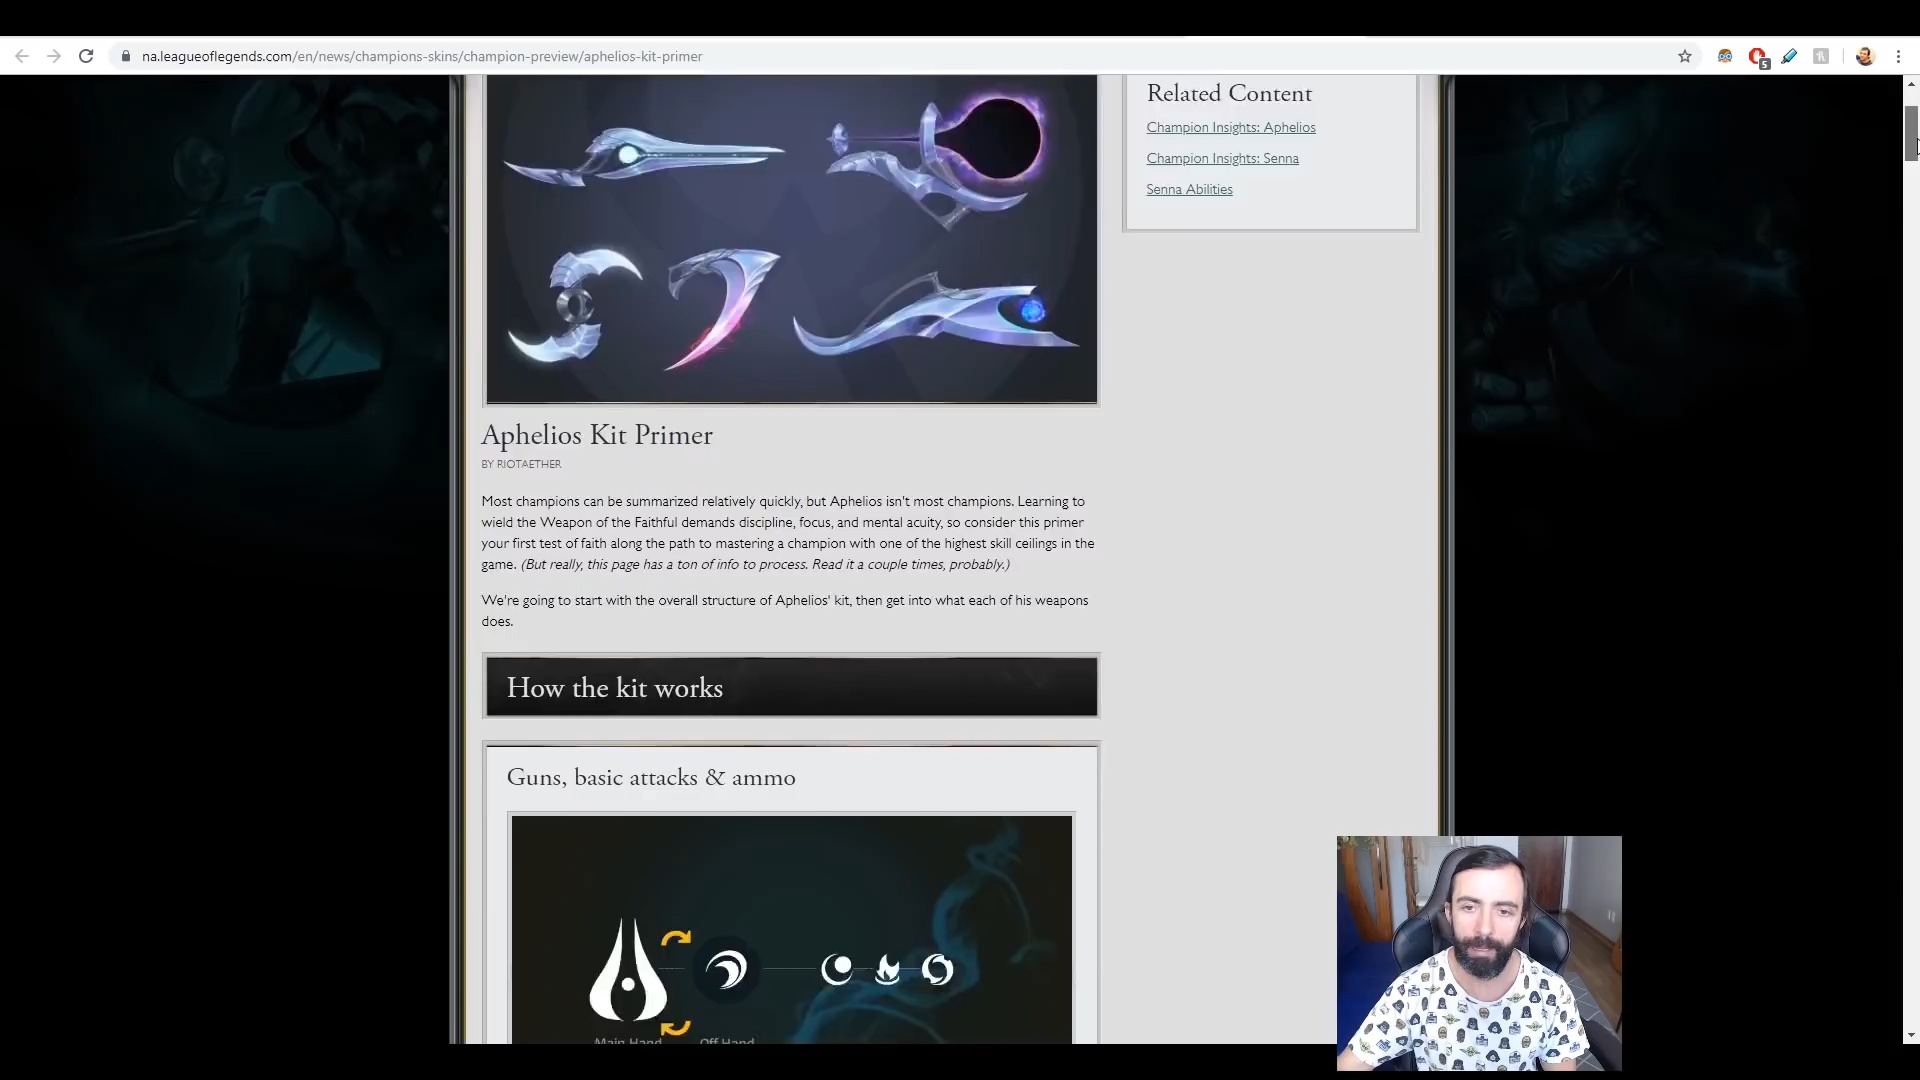 na.leagueoflegends.com/en/news/champions-skins/champion-preview/aphelios-kit-primer
5
Related Content
Champion Insights: Aphelios
Champion Insights: Senna
Senna Abilities
Aphelios Kit Primer
BY RIOTAETHER
Most champions can be summarized relatively quickly, but Aphelios isn't most champions. Learning to
wield the Weapon of the Faithful demands discipline, focus, and mental acuity, so consider this primer
your first test of faith along the path to mastering a champion with one of the highest skill ceilings in the
game. (But really, this page has a ton of info to process. Read it a couple times, probably.)
We're going to start with the overall structure of Aphelios' kit, then get into what each of his weapons
does.
How the kit works
Guns, basic attacks & ammo
Main Hand
Off Hand